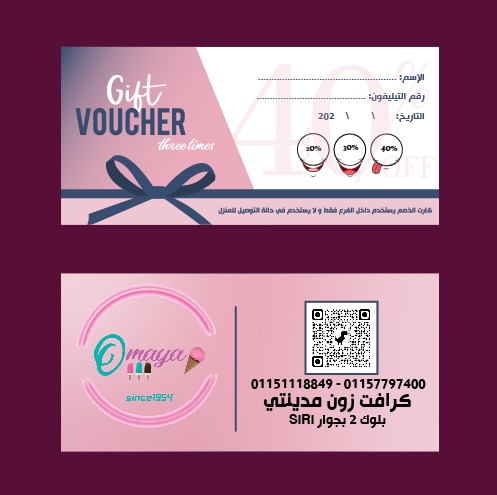 Gift
VOUCHER
three times
40%
OFF
الإسم: ........................................
رقم التيليفون: ..............................
التاريخ: \ \ 202
20% 30% 40%
كارت الخصم يستخدم داخل الفرع فقط و لا يستخدم في حالة التوصيل للمنزل
Omaya
since1954
01151118849 - 01157797400
كرافت زون مدينتي
بلوك 2 بجوار SIRI